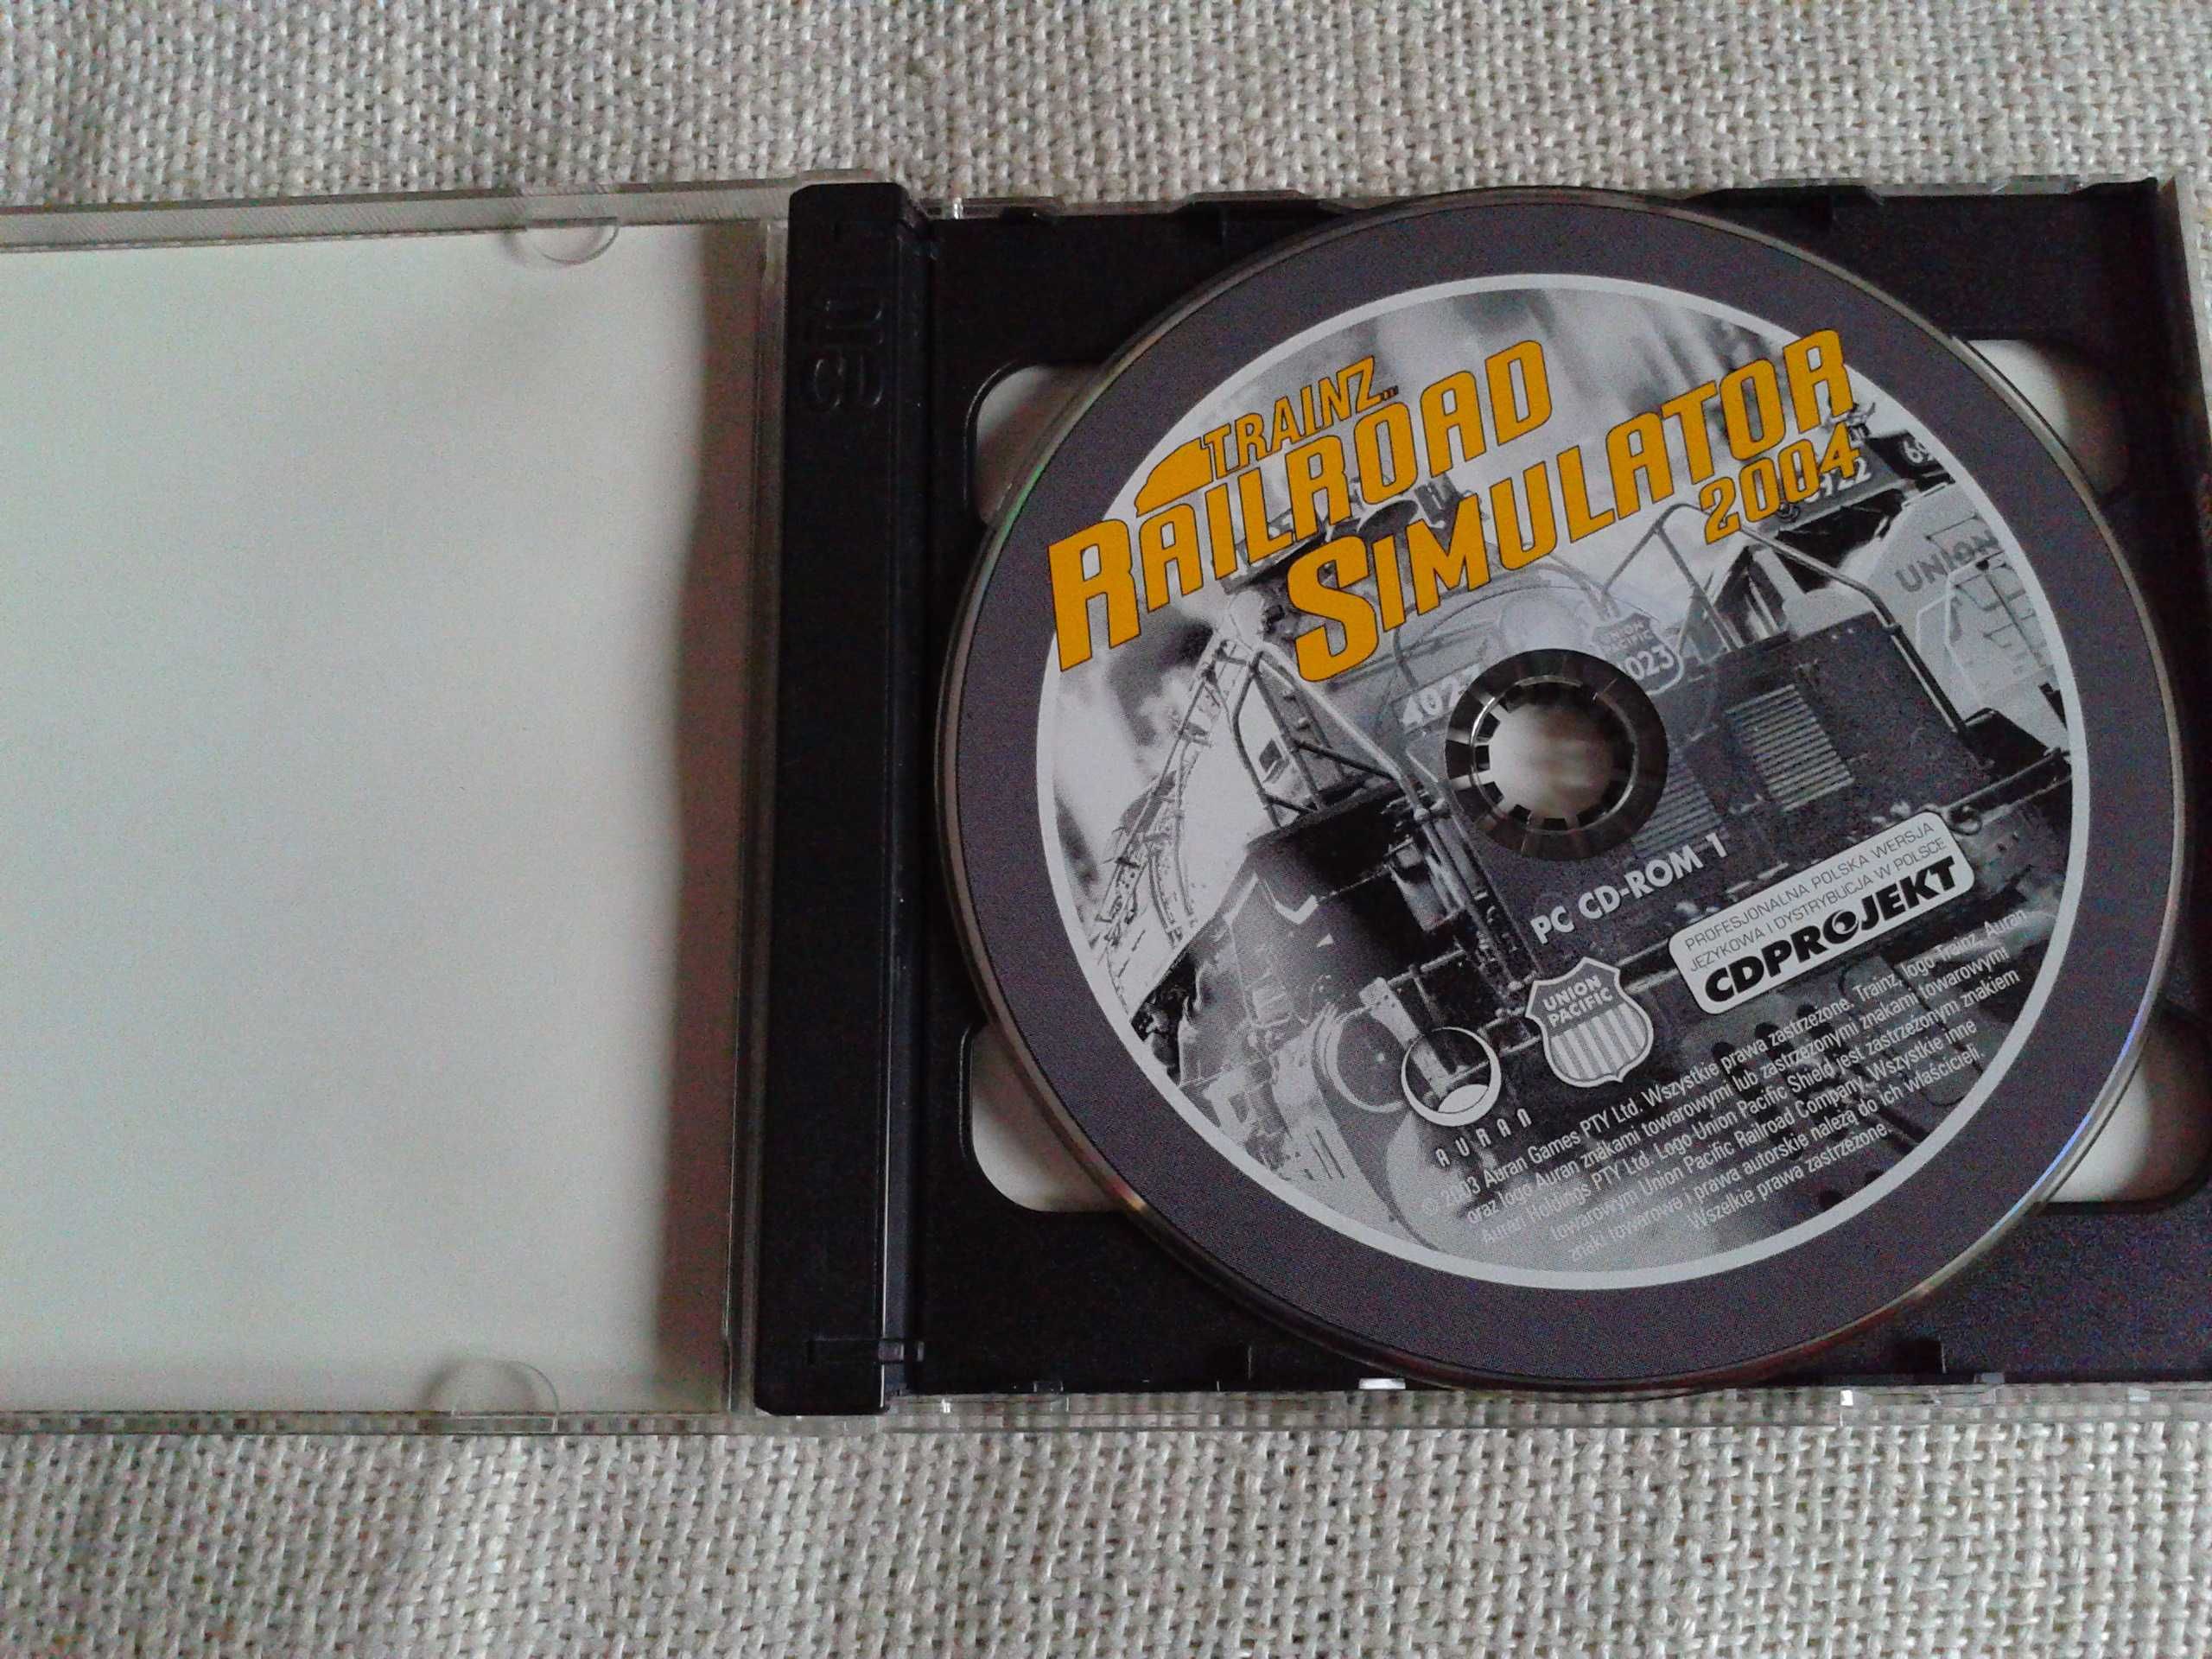 TRAINZ
RAILROAD
SIMULATOR
2004
UNION
UNION
PACIFIC
4023
PC CD-ROM 1
PROFESJONALNA POLSKA WERSJA
JĘZYKOWA I DYSTRYBUCJA W POLSCE
CDPROJEKT
UNION
PACIFIC
AURAN
© 2003 Auran Games PTY Ltd. Wszystkie prawa zastrzeżone. Trainz, logo Trainz, Auran
oraz logo Auran znakami towarowymi lub zastrzeżonymi znakami towarowymi
Auran Holdings PTY Ltd. Logo Union Pacific Shield jest zastrzeżonym znakiem
towarowym Union Pacific Railroad Company. Wszystkie inne
znaki towarowe i prawa autorskie należą do ich właścicieli.
Wszelkie prawa zastrzeżone.